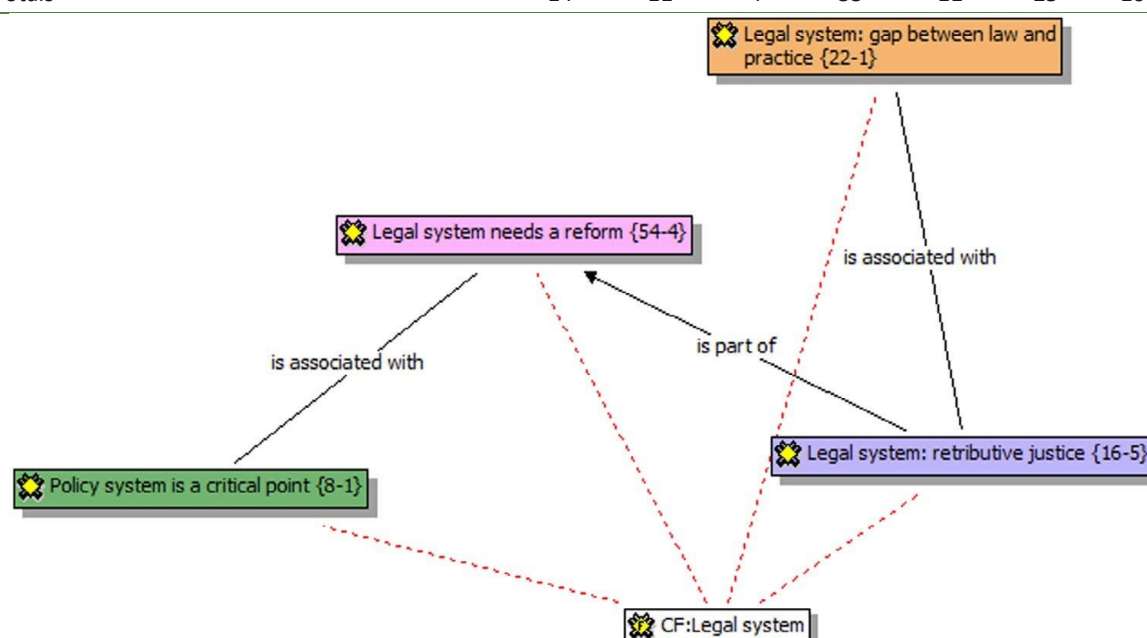 Legal system: gap between law and
practice {22-1}
Legal system needs a reform {54-4}
is associated with
is part of
is associated with
Legal system: retributive justice {16-5}
Policy system is a critical point {8-1}
CF:Legal system